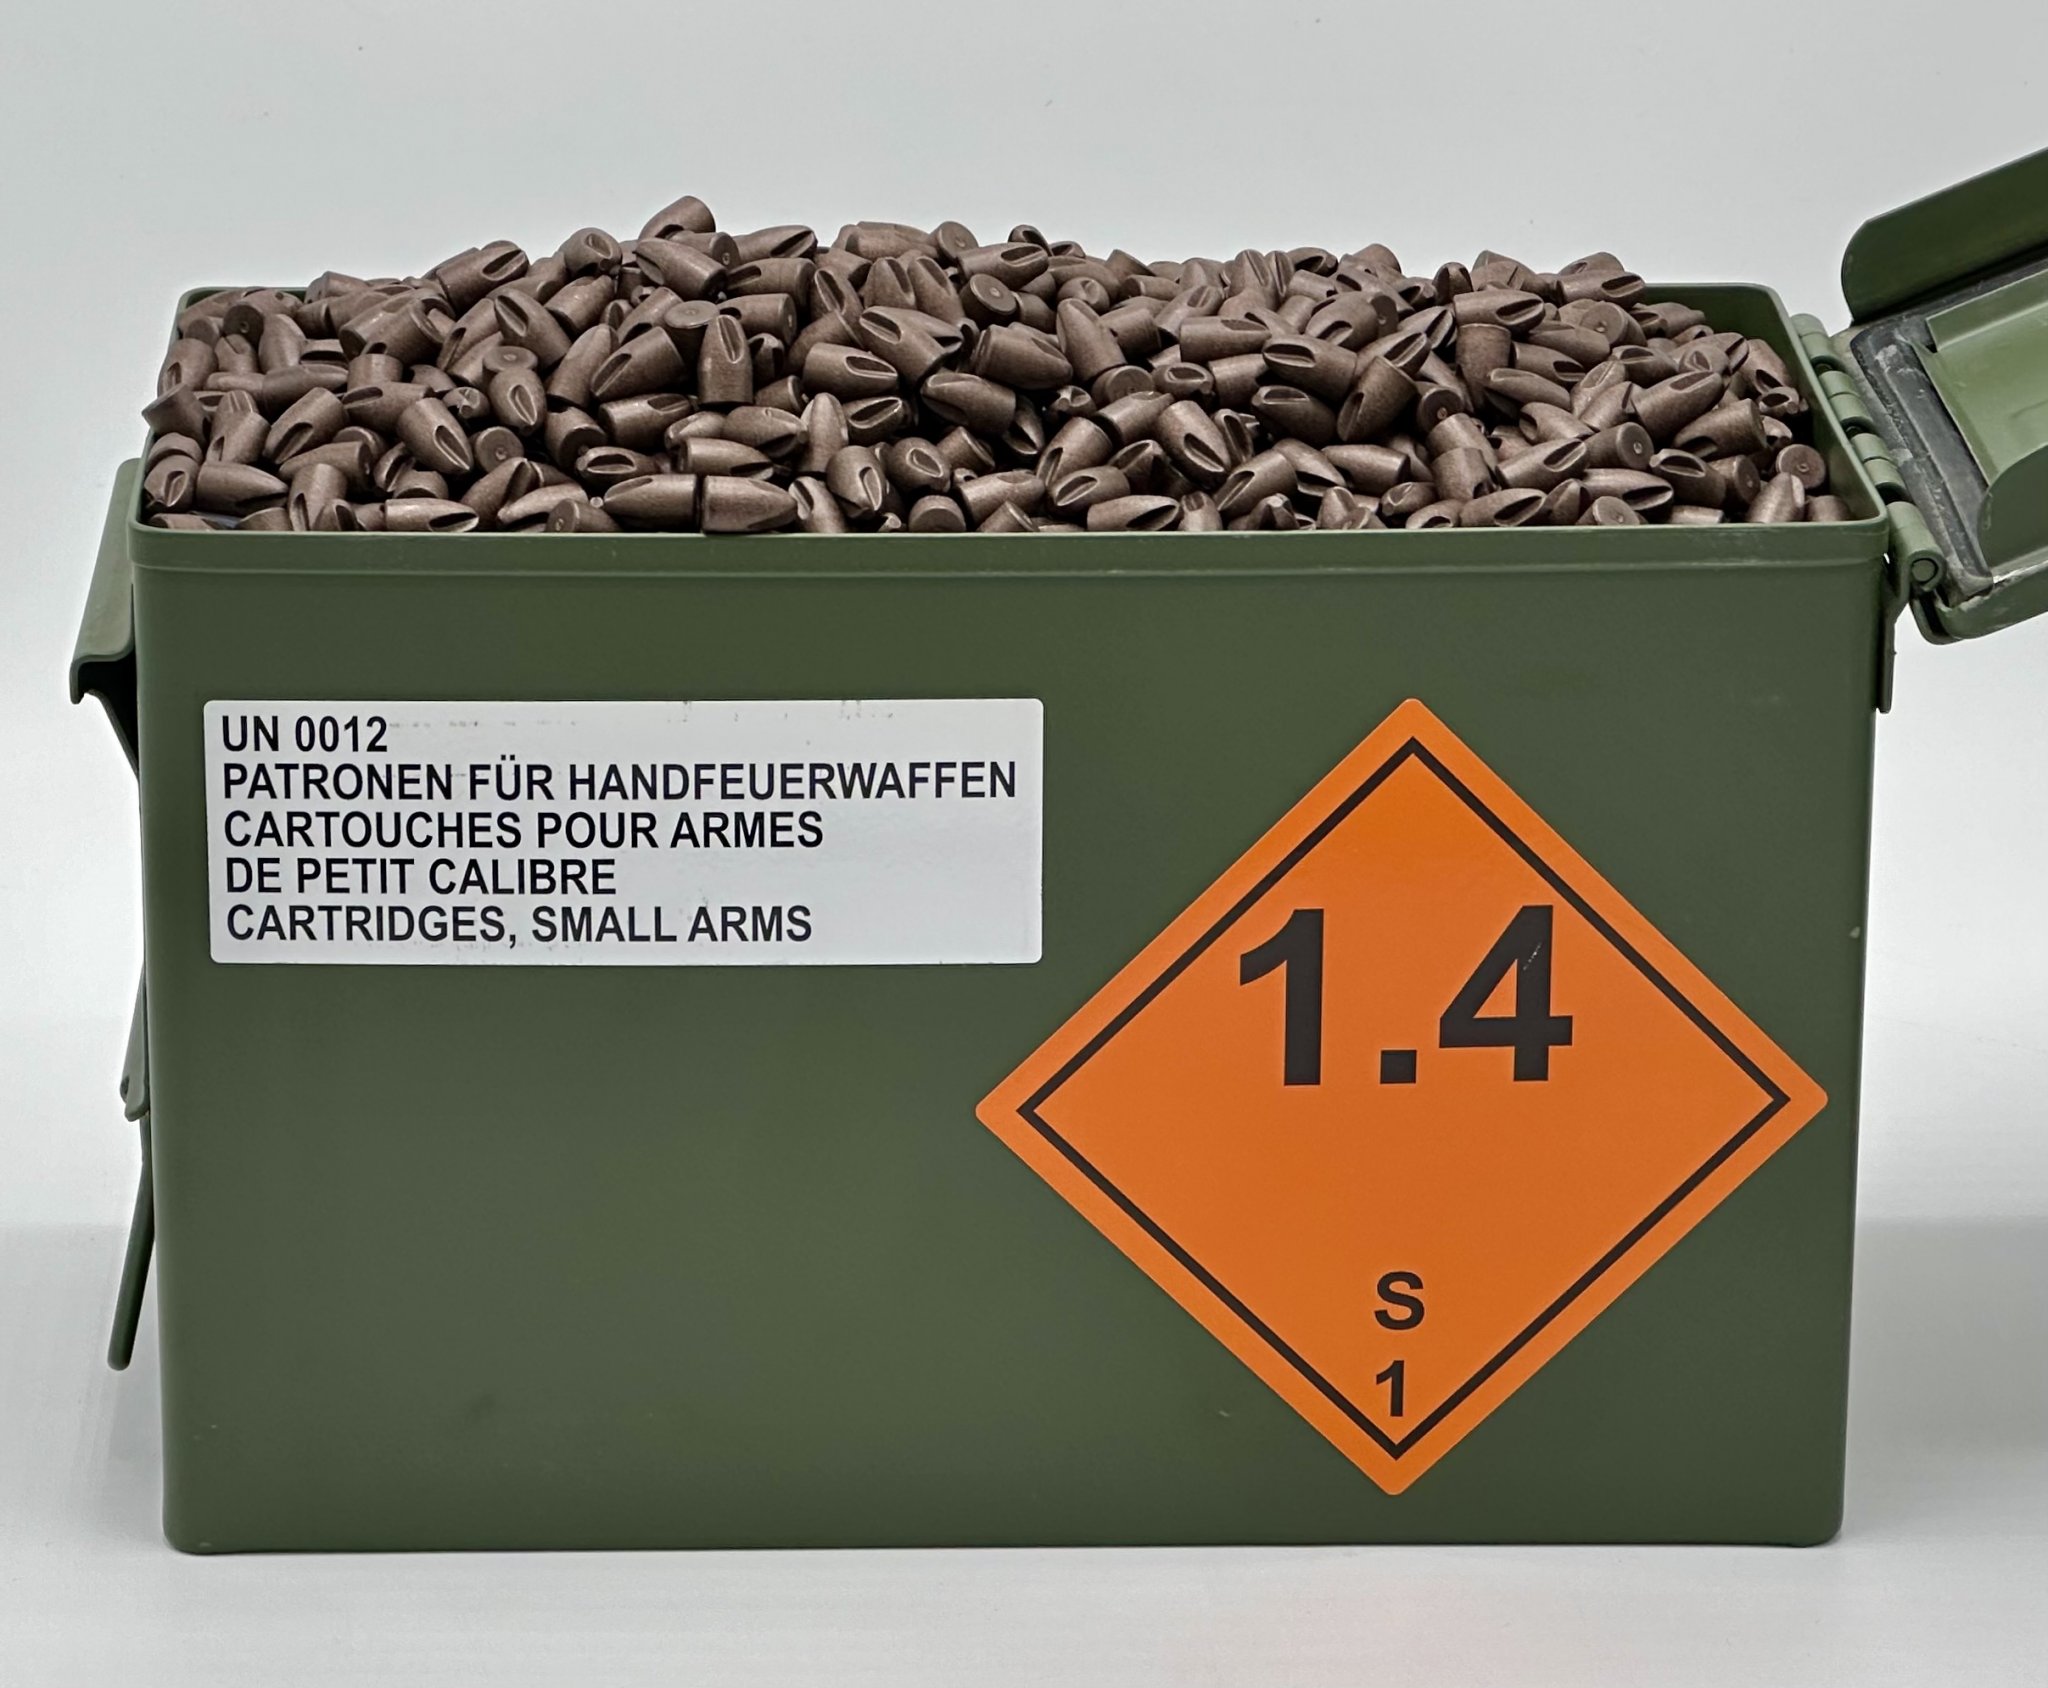 UN 0012
PATRONEN FÜR HANDFEUERWAFFEN
CARTOUCHES POUR ARMES
DE PETIT CALIBRE
CARTRIDGES, SMALL ARMS
1.4
S
1